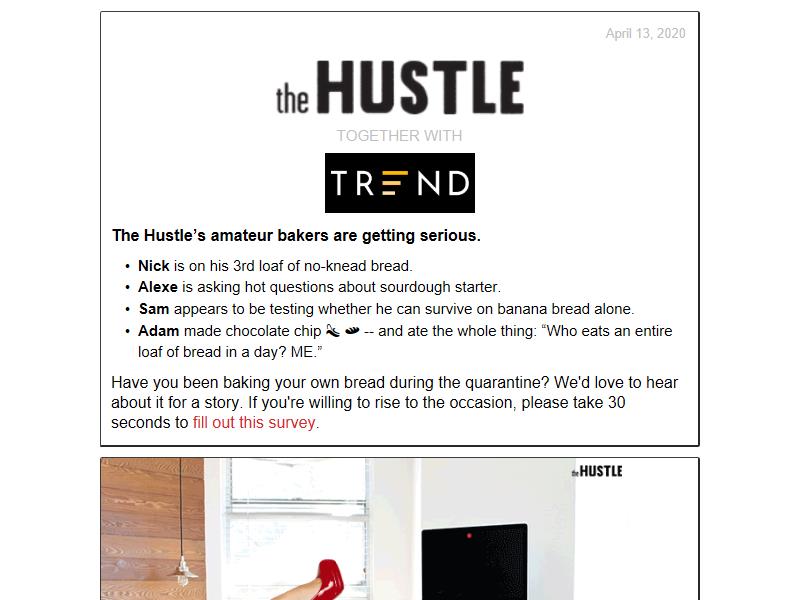 April 13, 2020
the HUSTLE
TOGETHER WITH
TREND
The Hustle’s amateur bakers are getting serious.
• Nick is on his 3rd loaf of no-knead bread.
• Alexe is asking hot questions about sourdough starter.
• Sam appears to be testing whether he can survive on banana bread alone.
• Adam made chocolate chip 🍌 🍞 -- and ate the whole thing: “Who eats an entire
loaf of bread in a day? ME.”
Have you been baking your own bread during the quarantine? We'd love to hear
about it for a story. If you're willing to rise to the occasion, please take 30
seconds to fill out this survey.
the HUSTLE